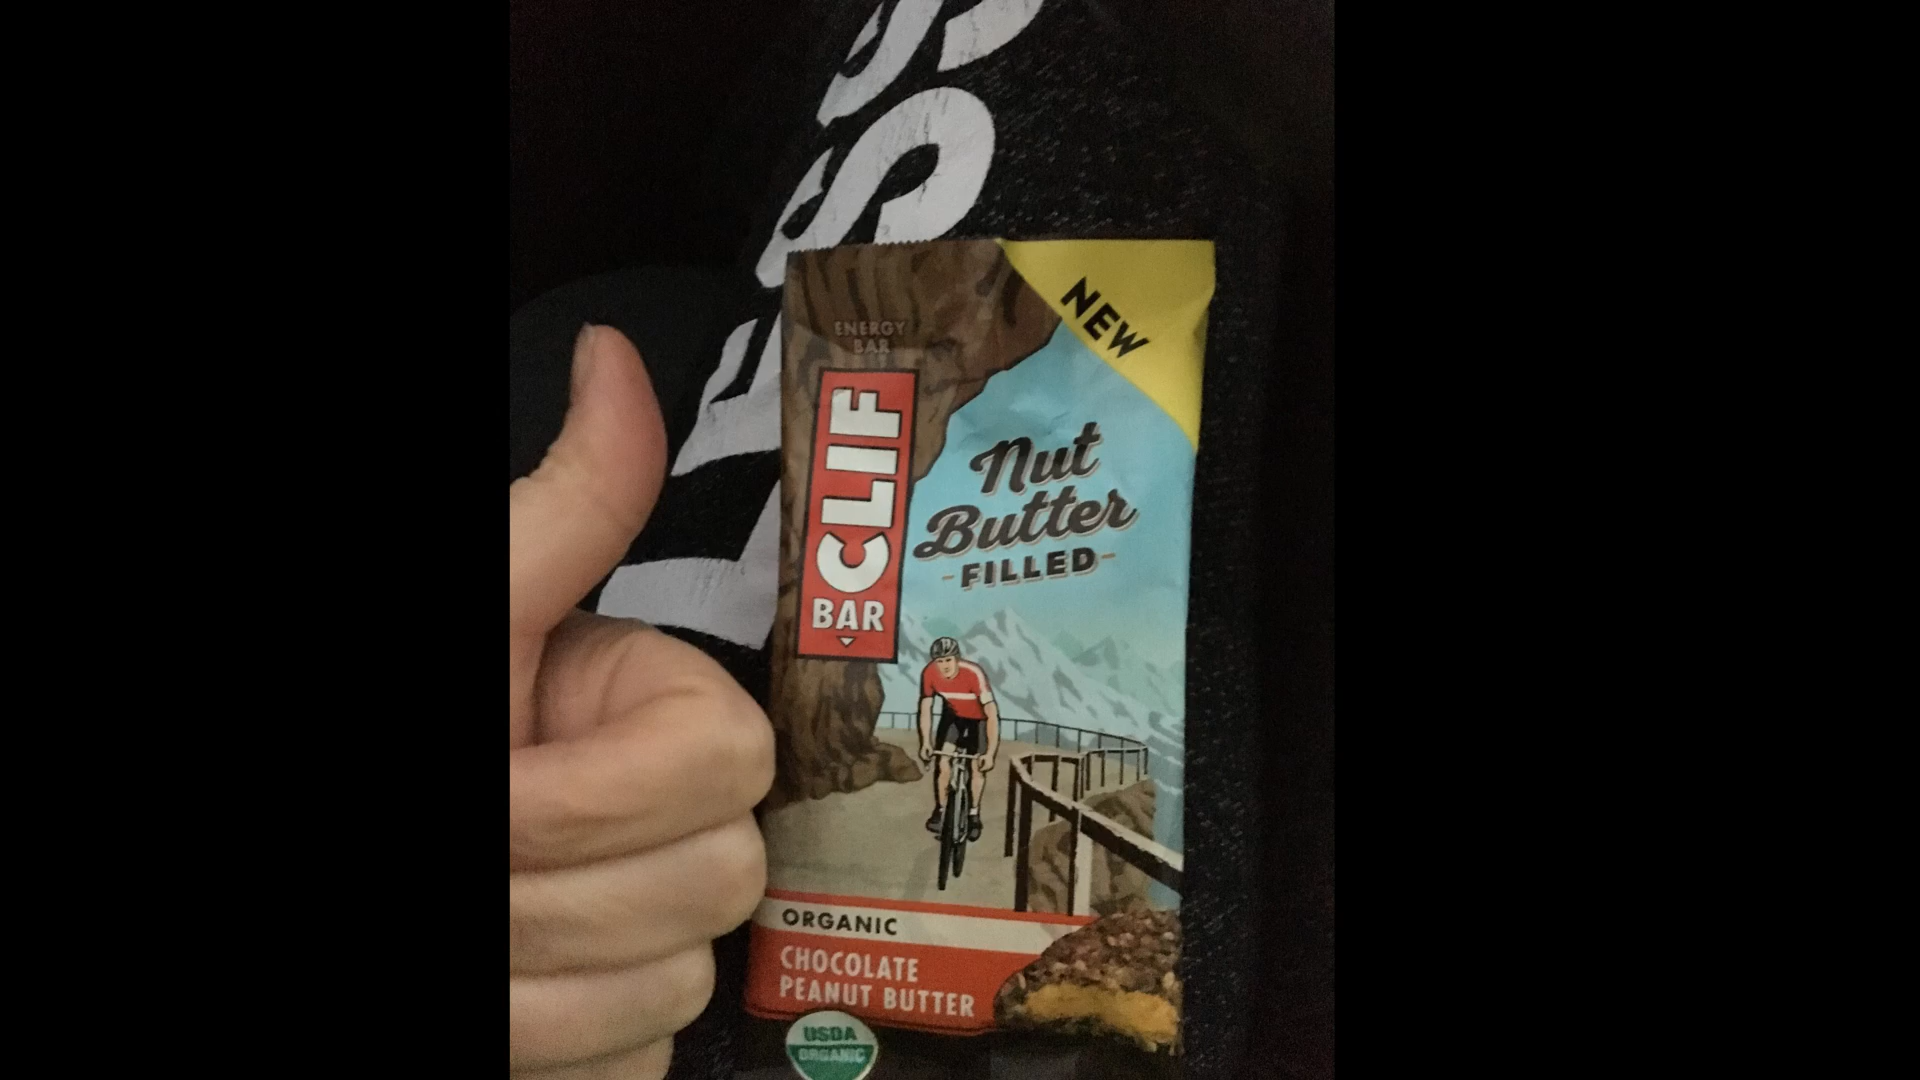 NEW
ENERGY
BAR
CLIF
BAR
Nut
Butter
-FILLED-
ORGANIC
CHOCOLATE
PEANUT BUTTER
USDA
ORGANIC